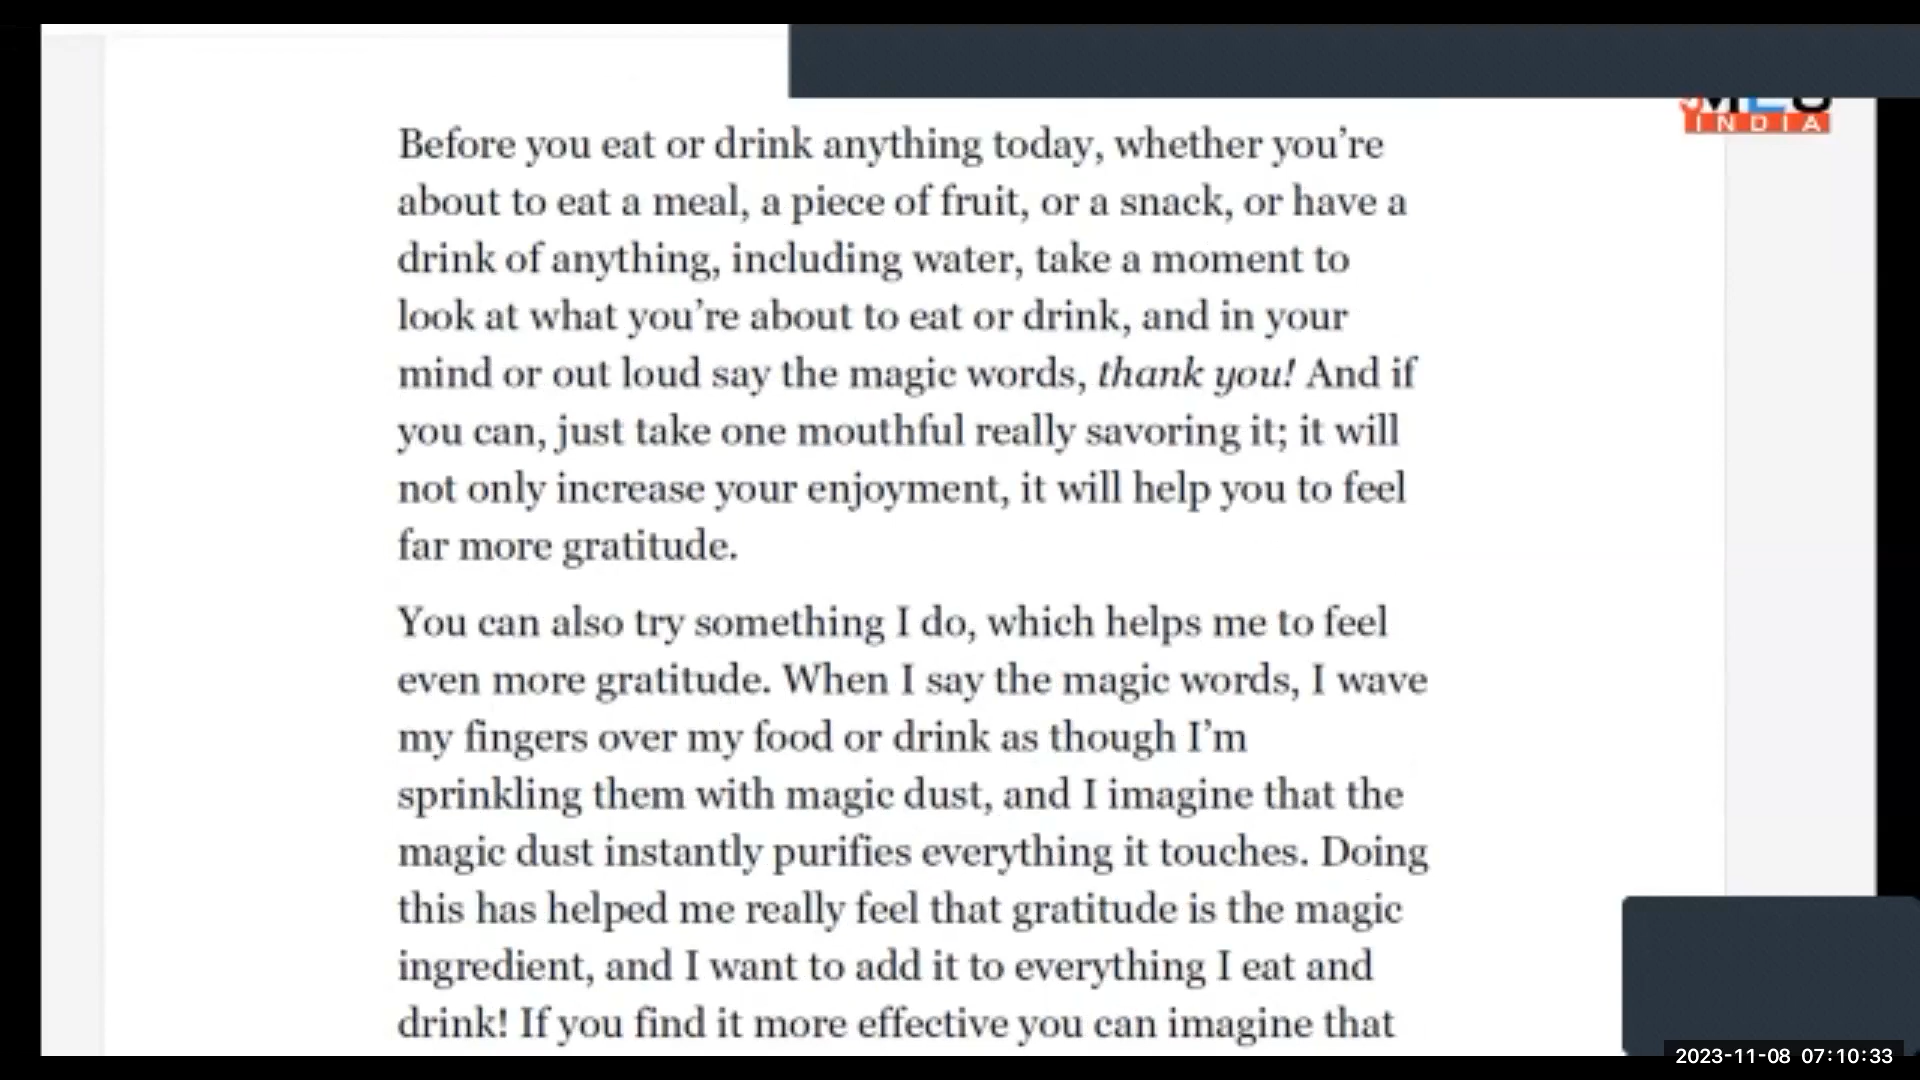 INDIA
Before you eat or drink anything today, whether you’re
about to eat a meal, a piece of fruit, or a snack, or have a
drink of anything, including water, take a moment to
look at what you’re about to eat or drink, and in your
mind or out loud say the magic words, thank you! And if
you can, just take one mouthful really savoring it; it will
not only increase your enjoyment, it will help you to feel
far more gratitude.
You can also try something I do, which helps me to feel
even more gratitude. When I say the magic words, I wave
my fingers over my food or drink as though I’m
sprinkling them with magic dust, and I imagine that the
magic dust instantly purifies everything it touches. Doing
this has helped me really feel that gratitude is the magic
ingredient, and I want to add it to everything I eat and
drink! If you find it more effective you can imagine that
2023-11-08 07:10:33